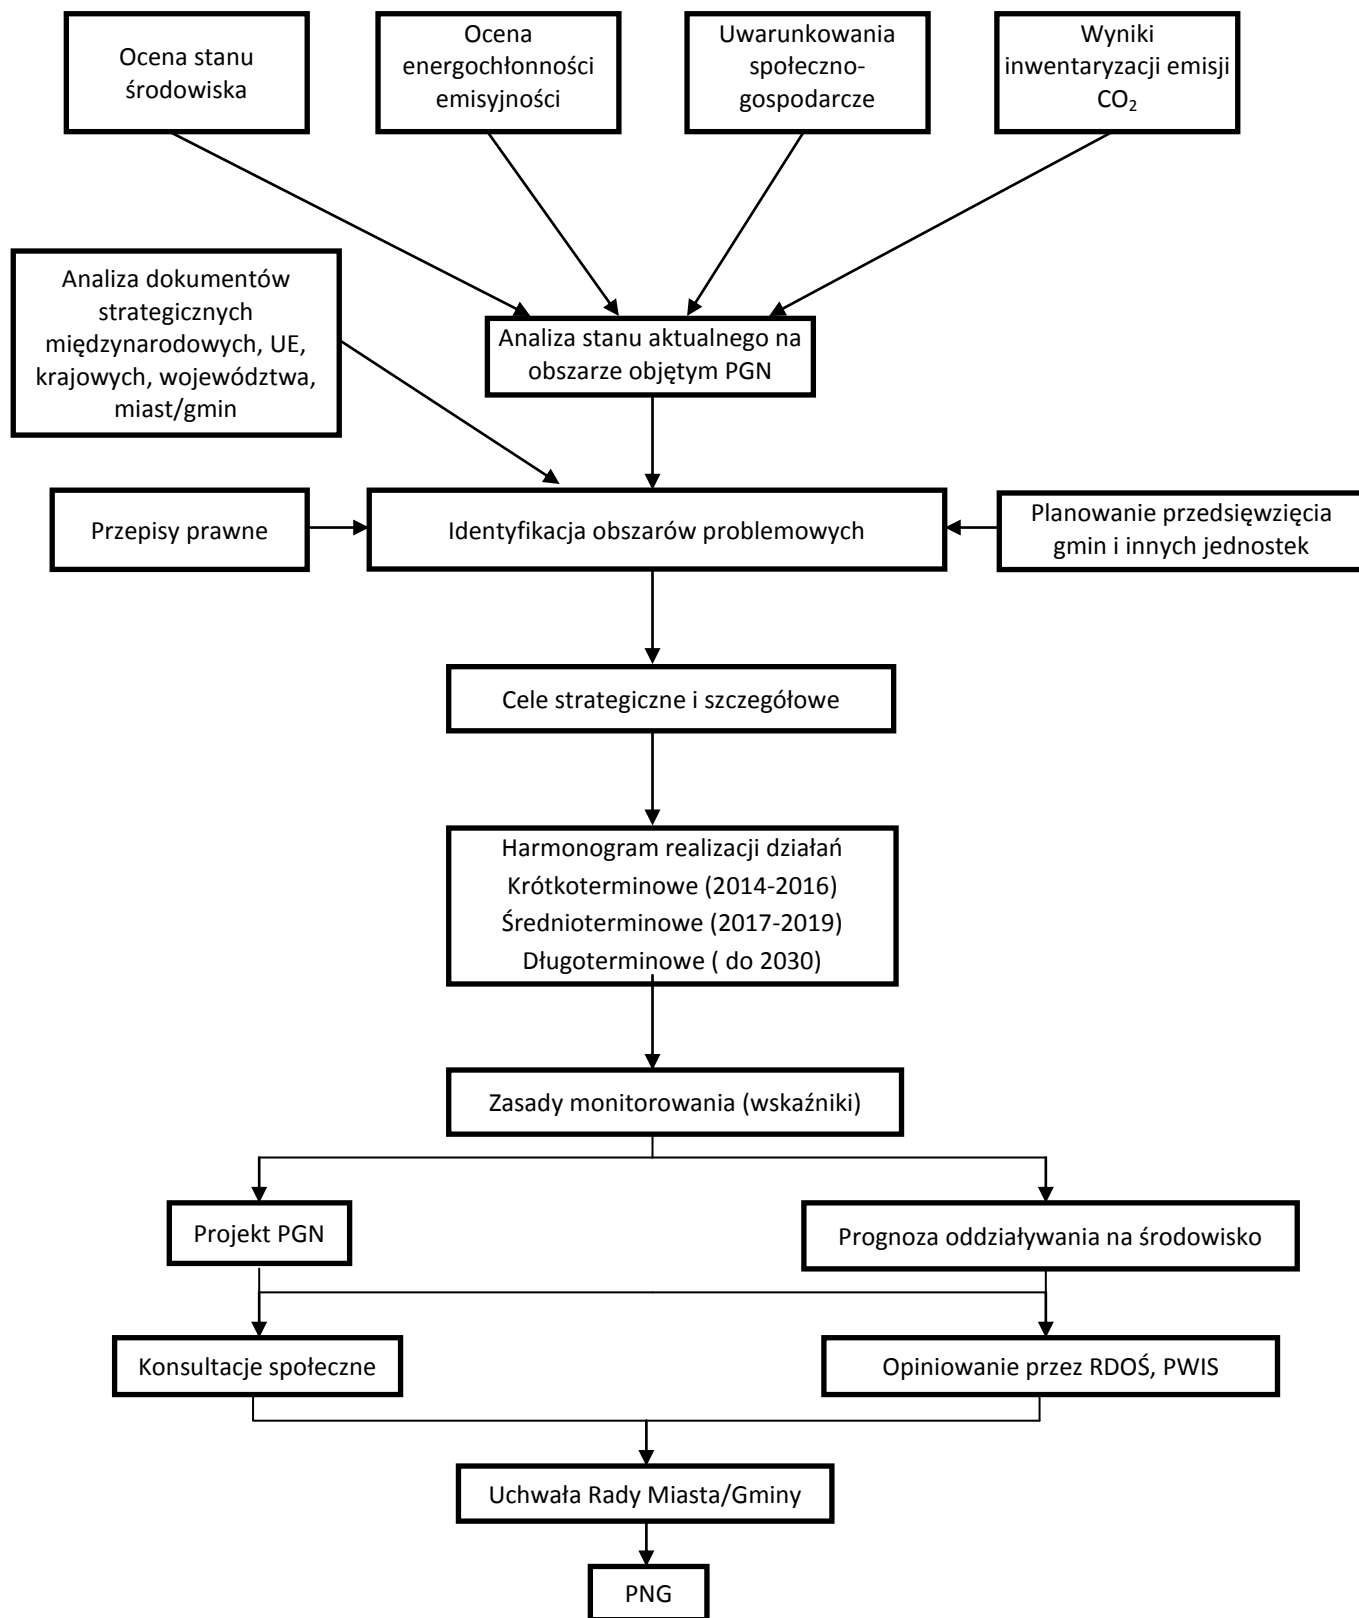 Ocena stanu
środowiska
Ocena
energochłonności
emisyjności
Uwarunkowania
społeczno-
gospodarcze
Wyniki
inwentaryzacji emisji
CO₂
Analiza dokumentów
strategicznych
międzynarodowych, UE,
krajowych, województwa,
miast/gmin
Analiza stanu aktualnego na
obszarze objętym PGN
Przepisy prawne
Identyfikacja obszarów problemowych
Planowanie przedsięwzięcia
gmin i innych jednostek
Cele strategiczne i szczegółowe
Harmonogram realizacji działań
Krótkoterminowe (2014-2016)
Średnioterminowe (2017-2019)
Długoterminowe ( do 2030)
Zasady monitorowania (wskaźniki)
Projekt PGN
Prognoza oddziaływania na środowisko
Konsultacje społeczne
Opiniowanie przez RDOŚ, PWIS
Uchwała Rady Miasta/Gminy
PNG